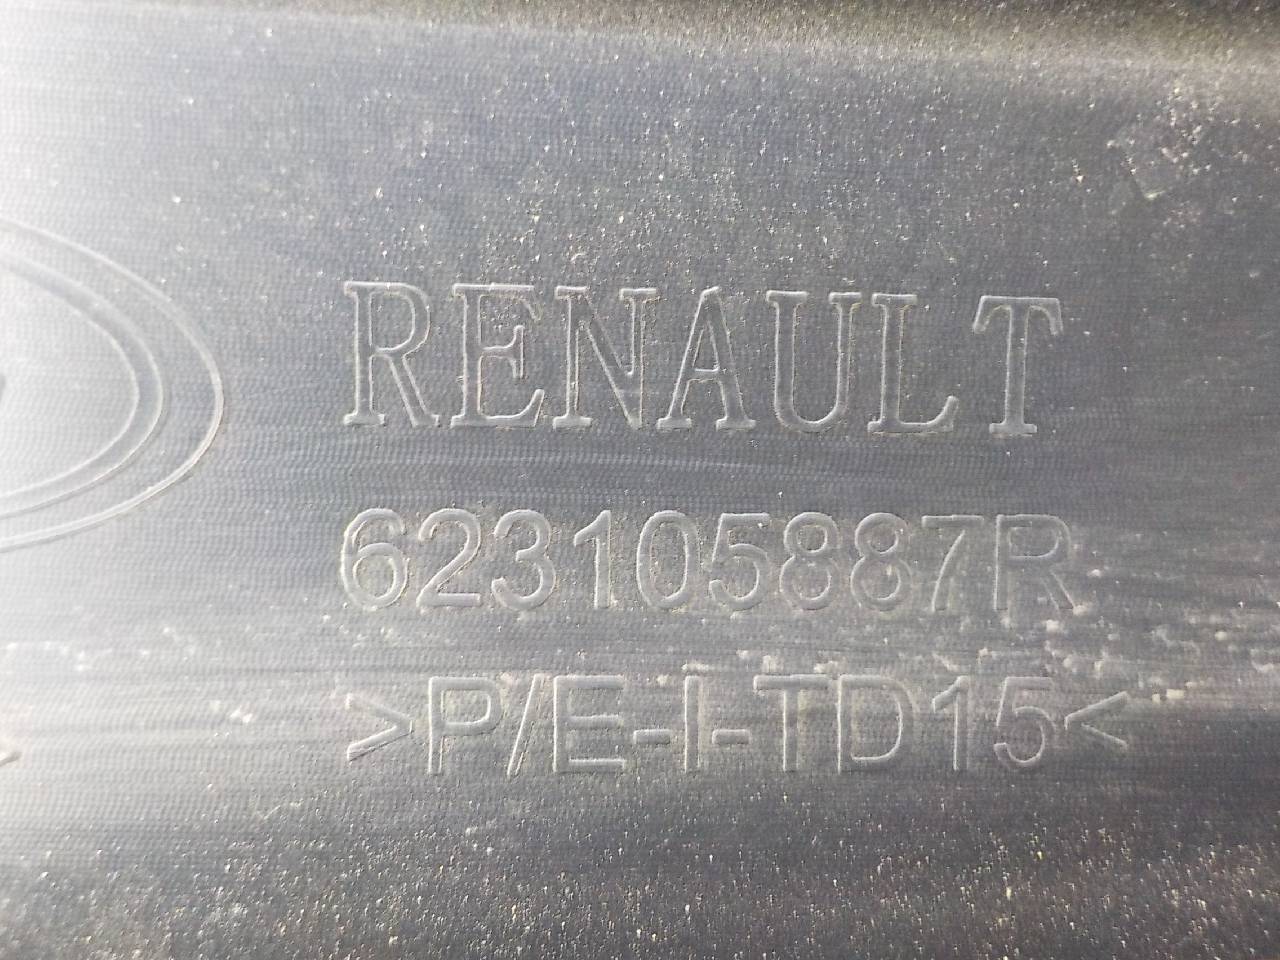 RENAULT
623105887R
>P/E-I-TD15<